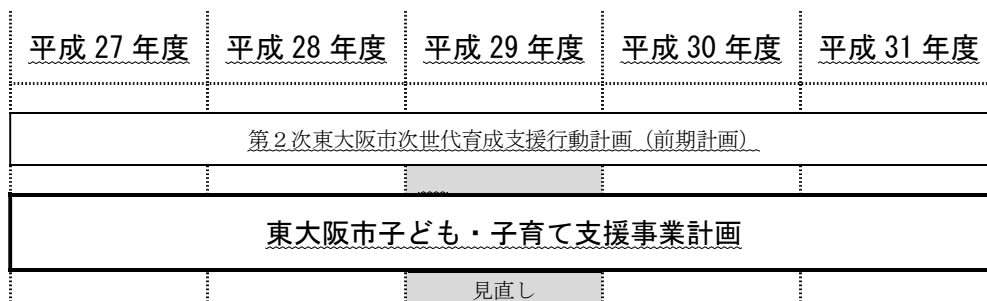 平成 27 年度 平成 28 年度 平成 29 年度 平成 30 年度 平成 31 年度
第２次東大阪市次世代育成支援行動計画（前期計画）
東大阪市子ども・子育て支援事業計画
見直し